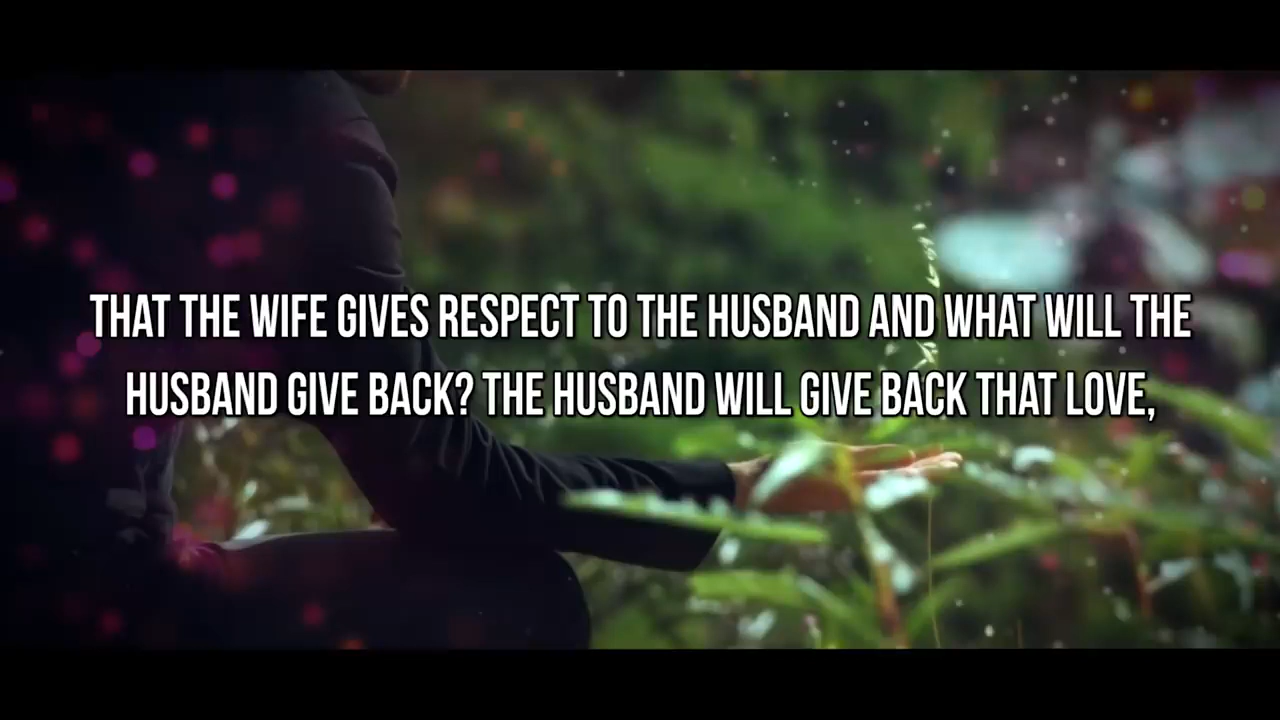 THAT THE WIFE GIVES RESPECT TO THE HUSBAND AND WHAT WILL THE
HUSBAND GIVE BACK? THE HUSBAND WILL GIVE BACK THAT LOVE,